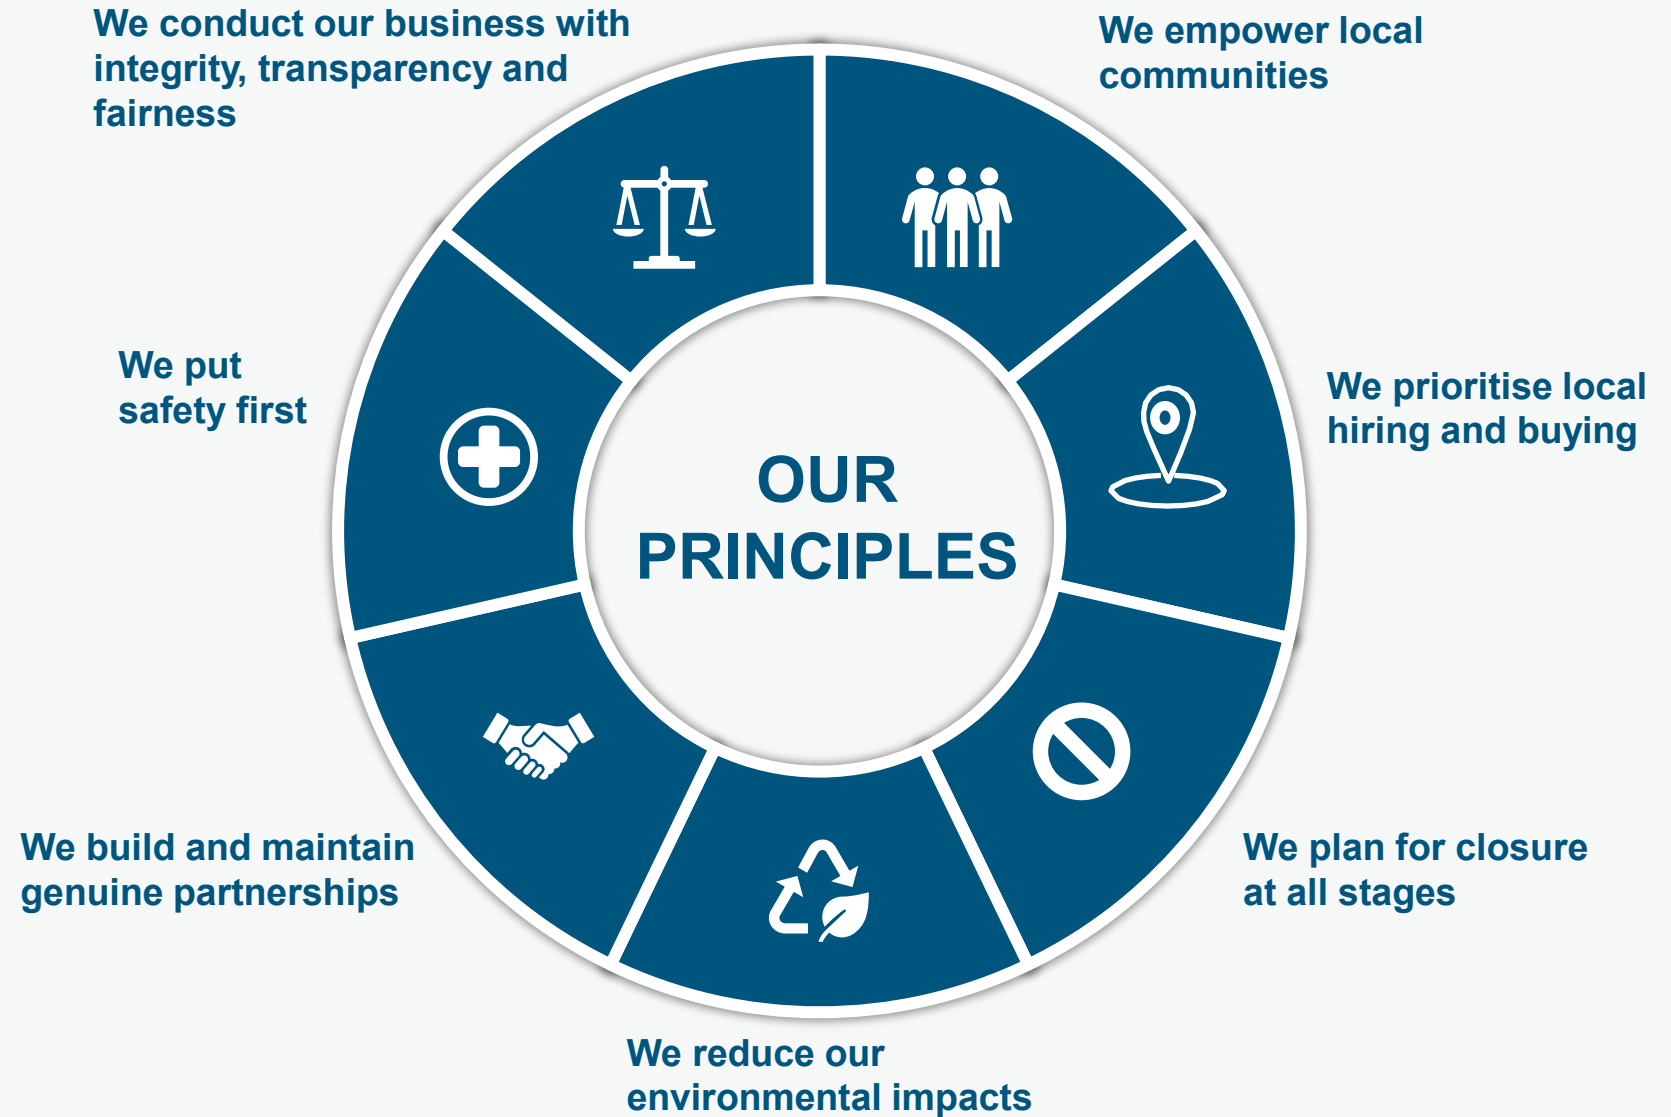 We conduct our business with
integrity, transparency and
fairness
We empower local
communities
We put
safety first
We prioritise local
hiring and buying
OUR
PRINCIPLES
We build and maintain
genuine partnerships
We plan for closure
at all stages
We reduce our
environmental impacts